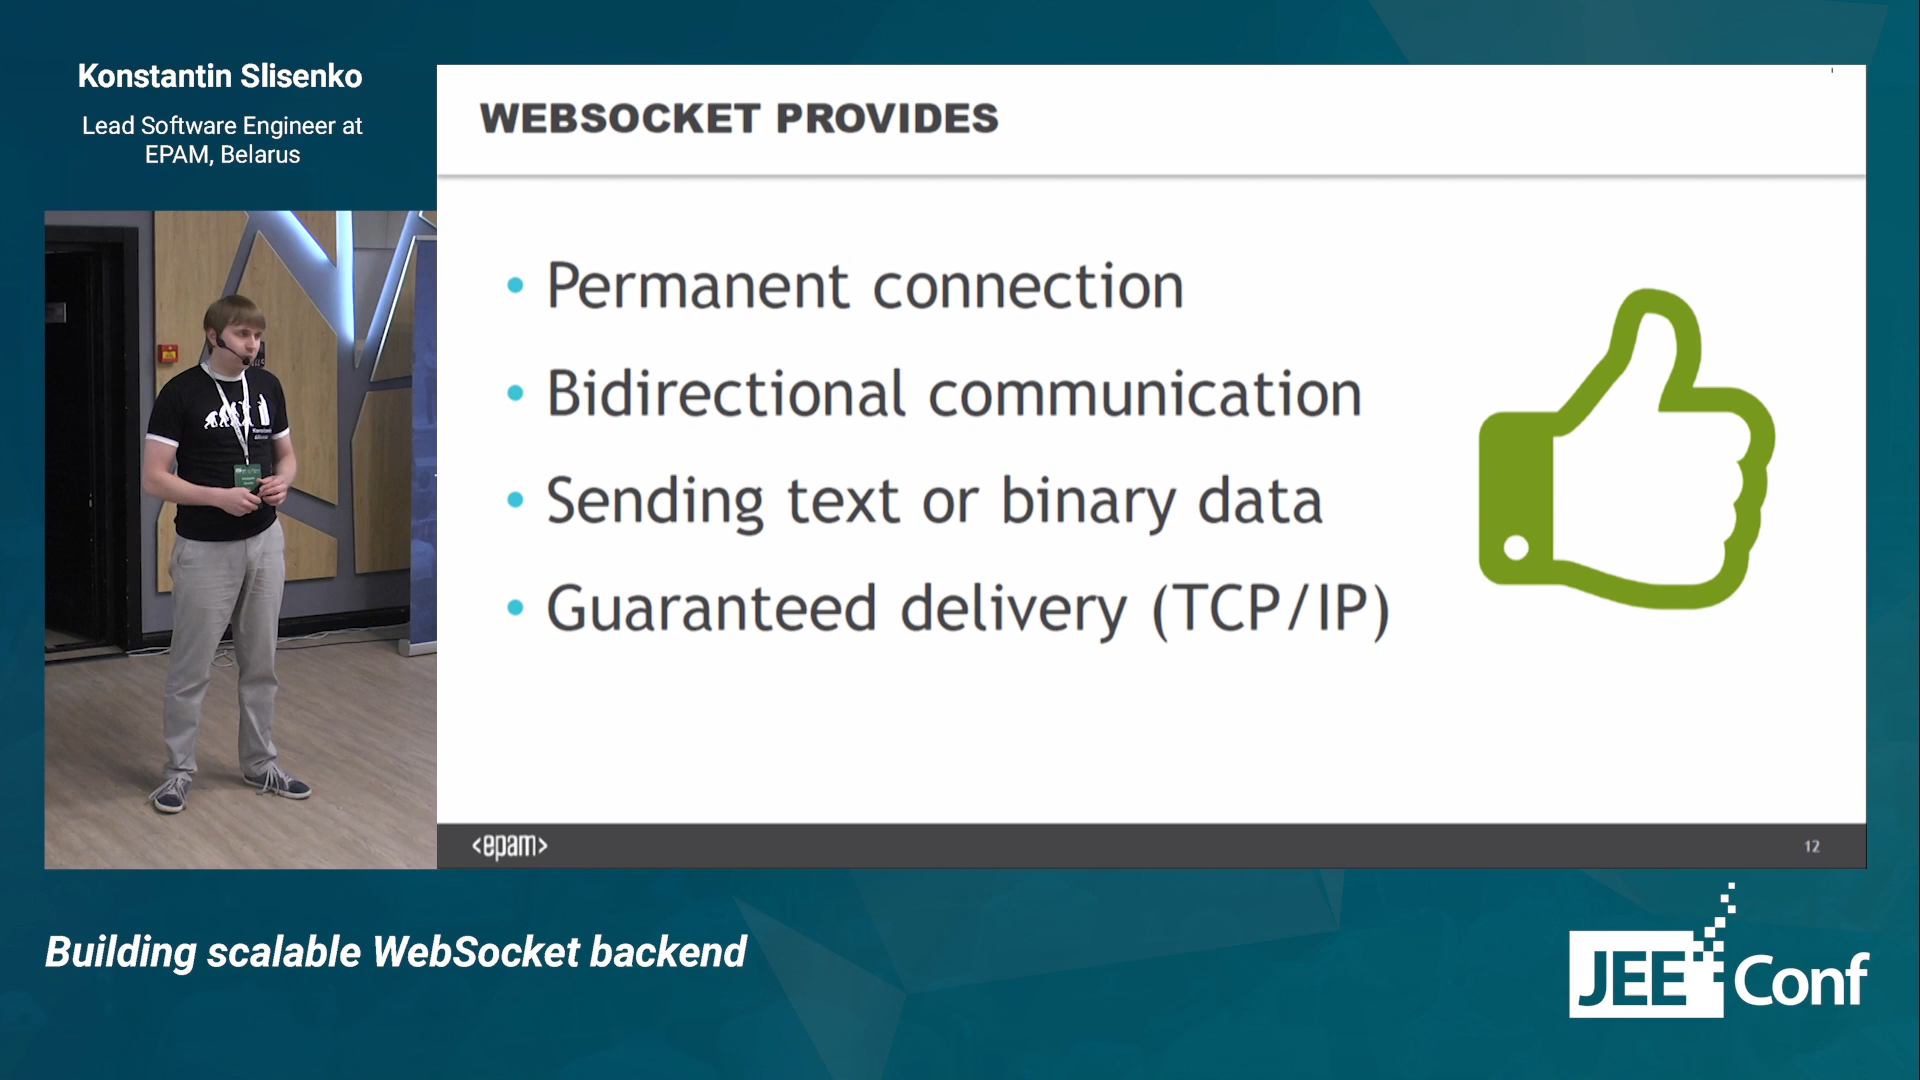 Konstantin Slisenko
Lead Software Engineer at
EPAM, Belarus
WEBSOCKET PROVIDES
• Permanent connection
• Bidirectional communication
• Sending text or binary data
• Guaranteed delivery (TCP/IP)
<epam>
12
Building scalable WebSocket backend
JEE Conf